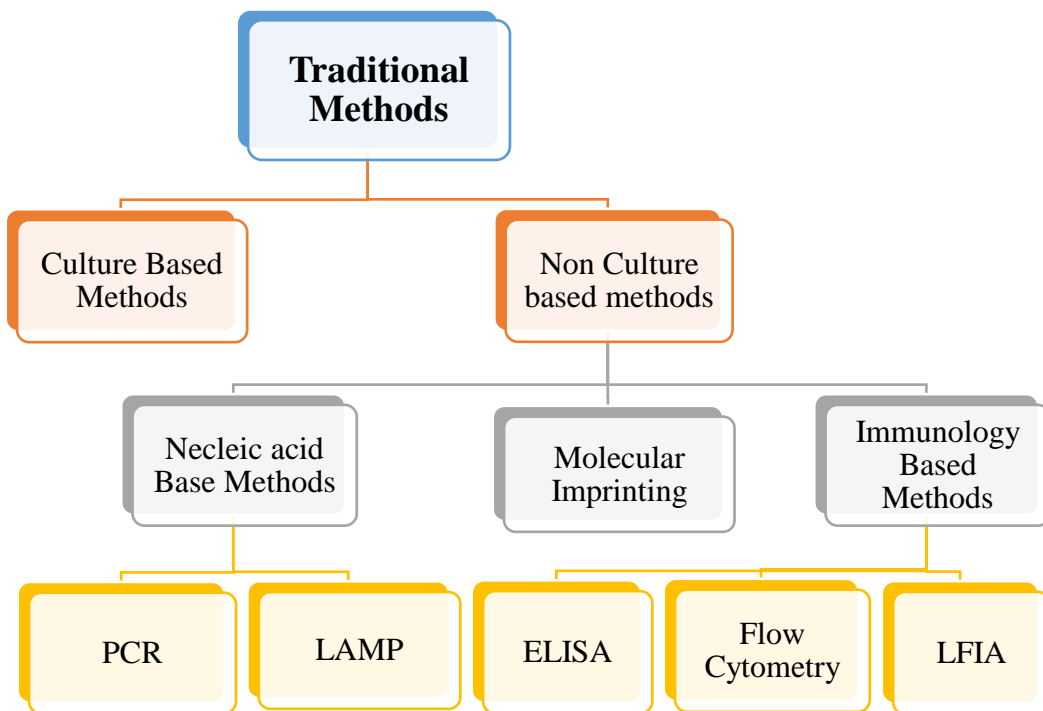 Traditional
Methods
Culture Based
Methods
Non Culture
based methods
Necleic acid
Base Methods
Molecular
Imprinting
Immunology
Based
Methods
PCR
LAMP
ELISA
Flow
Cytometry
LFIA